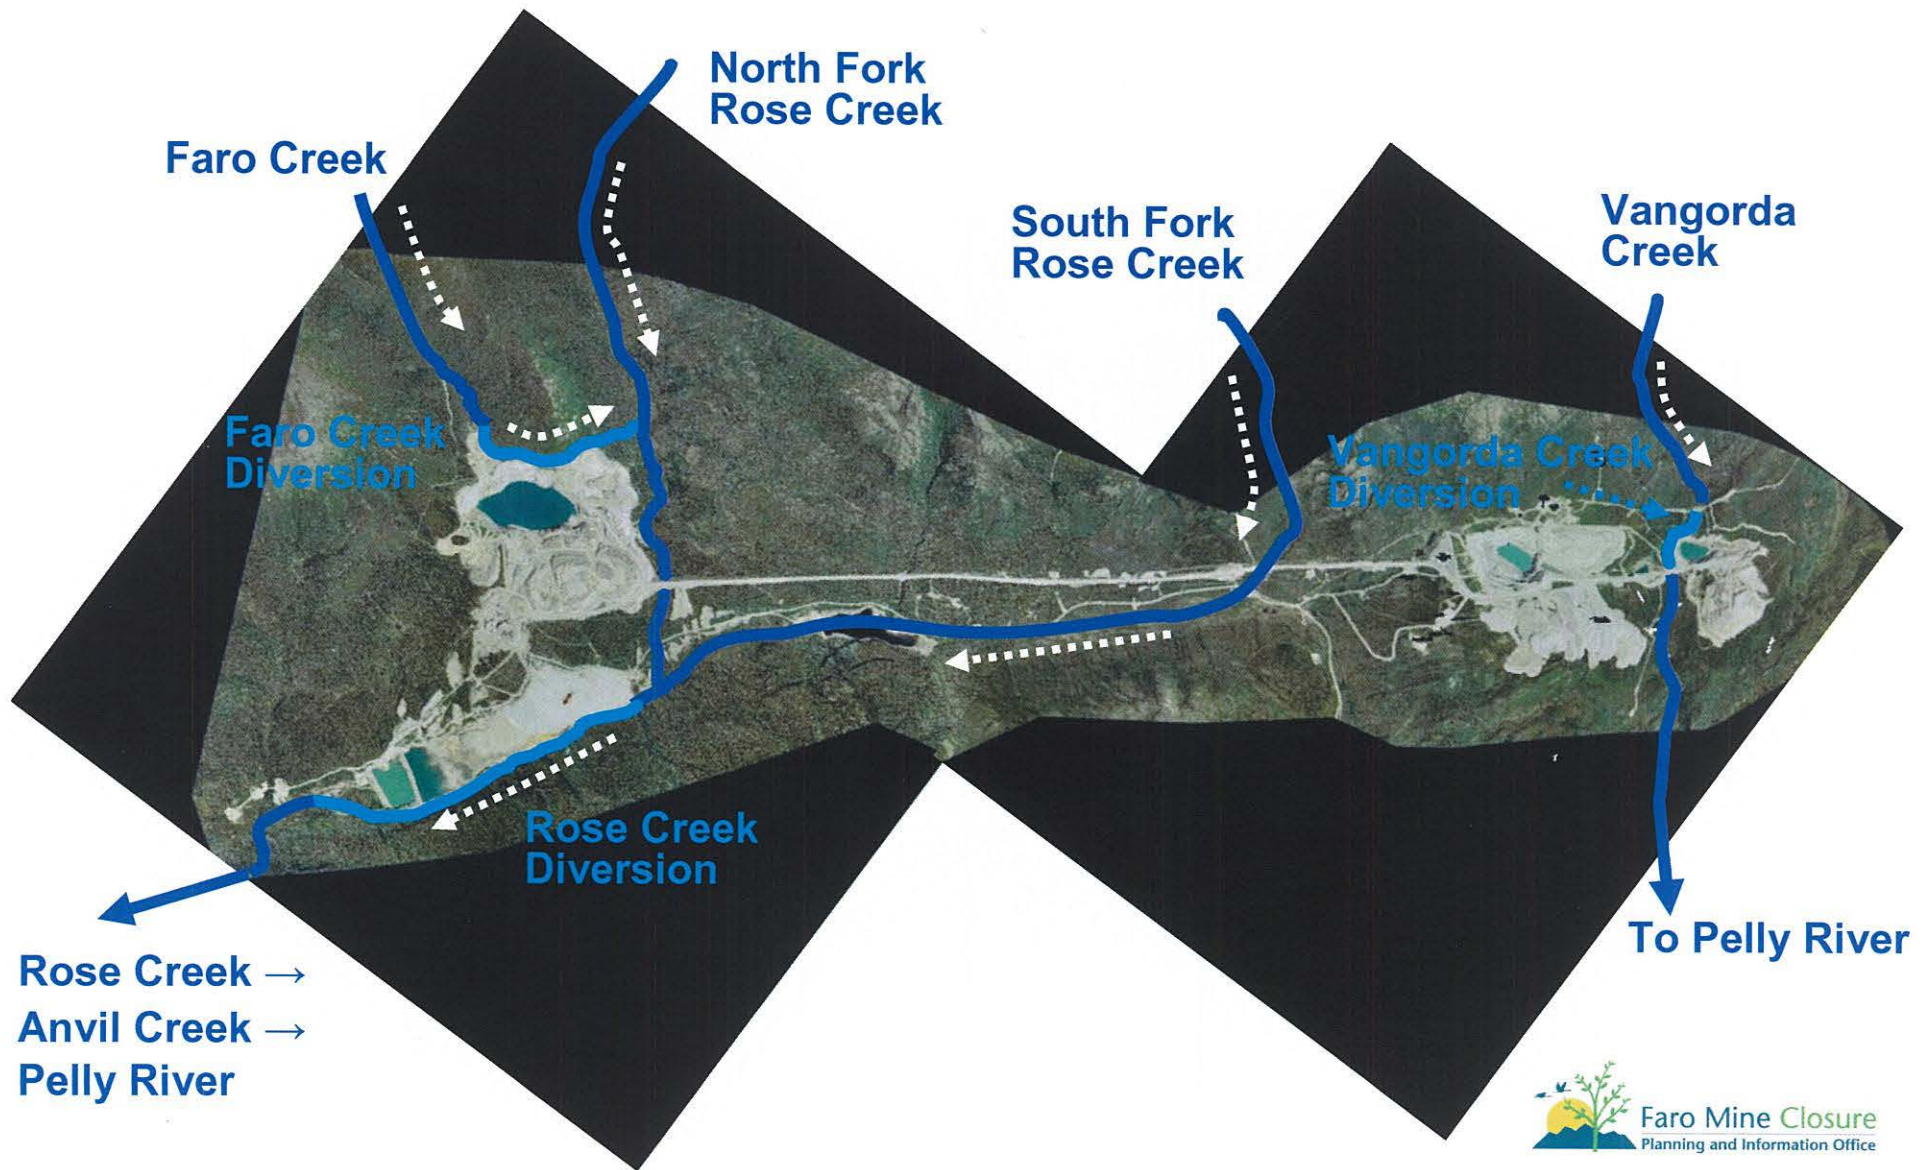 North Fork
Rose Creek
Faro Creek
South Fork
Rose Creek
Vangorda
Creek
Faro Creek
Diversion
Vangorda Creek
Diversion
Rose Creek
Diversion
To Pelly River
Rose Creek →
Anvil Creek →
Pelly River
Faro Mine Closure
Planning and Information Office